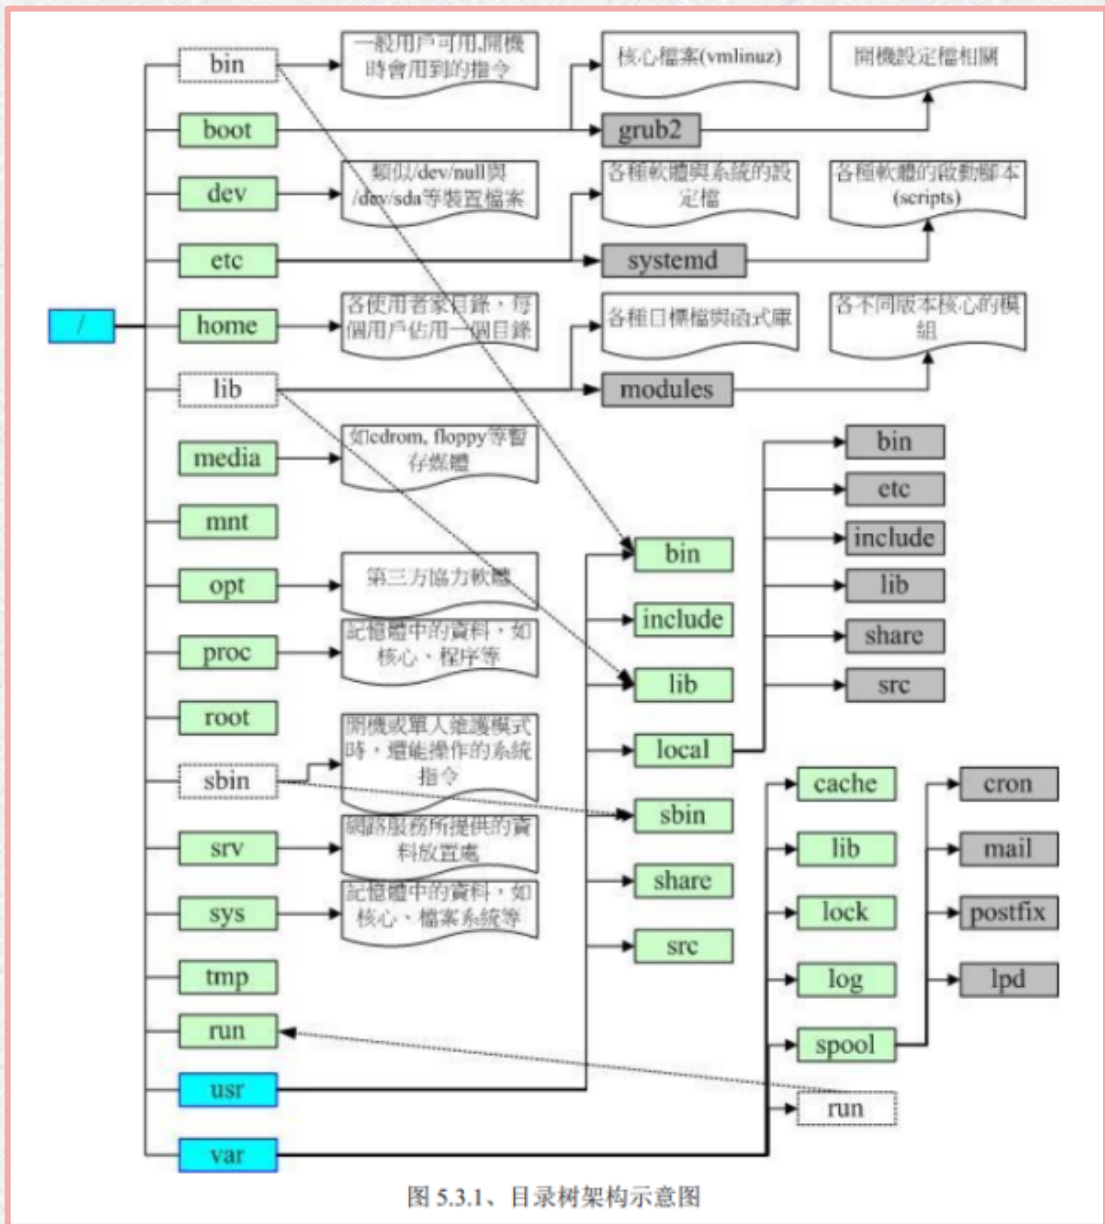 bin
一般用戶可用,開機
時會用到的指令
核心檔案(vmlinuz)
開機設定檔相關
boot
grub2
dev
類似/dev/null與
/dev/sda等裝置檔案
各種軟體與系統的設
定檔
各種軟體的啟動腳本
(scripts)
etc
systemd
/
home
各使用者家目錄，每
個用戶佔用一個目錄
各種目標檔與函式庫
各不同版本核心的模
組
lib
modules
media
如cdrom, floppy等暫
存媒體
bin
etc
include
lib
share
src
mnt
opt
第三方協力軟體
proc
記憶體中的資料，如
核心、程序等
root
sbin
開機或單人維護模式
時，還能操作的系統
指令
srv
網路服務所提供的資
料放置處
sys
記憶體中的資料，如
核心、檔案系統等
tmp
run
usr
var
bin
include
lib
local
sbin
share
src
cache
lib
lock
log
spool
run
cron
mail
postfix
lpd
图 5.3.1、目录树架构示意图